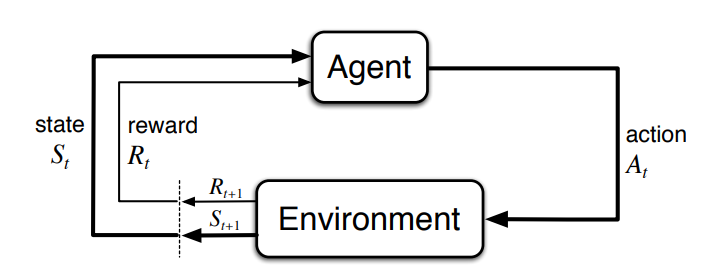 Agent
state
S_t
reward
R_t
action
A_t
R_{t+1}
S_{t+1}
Environment